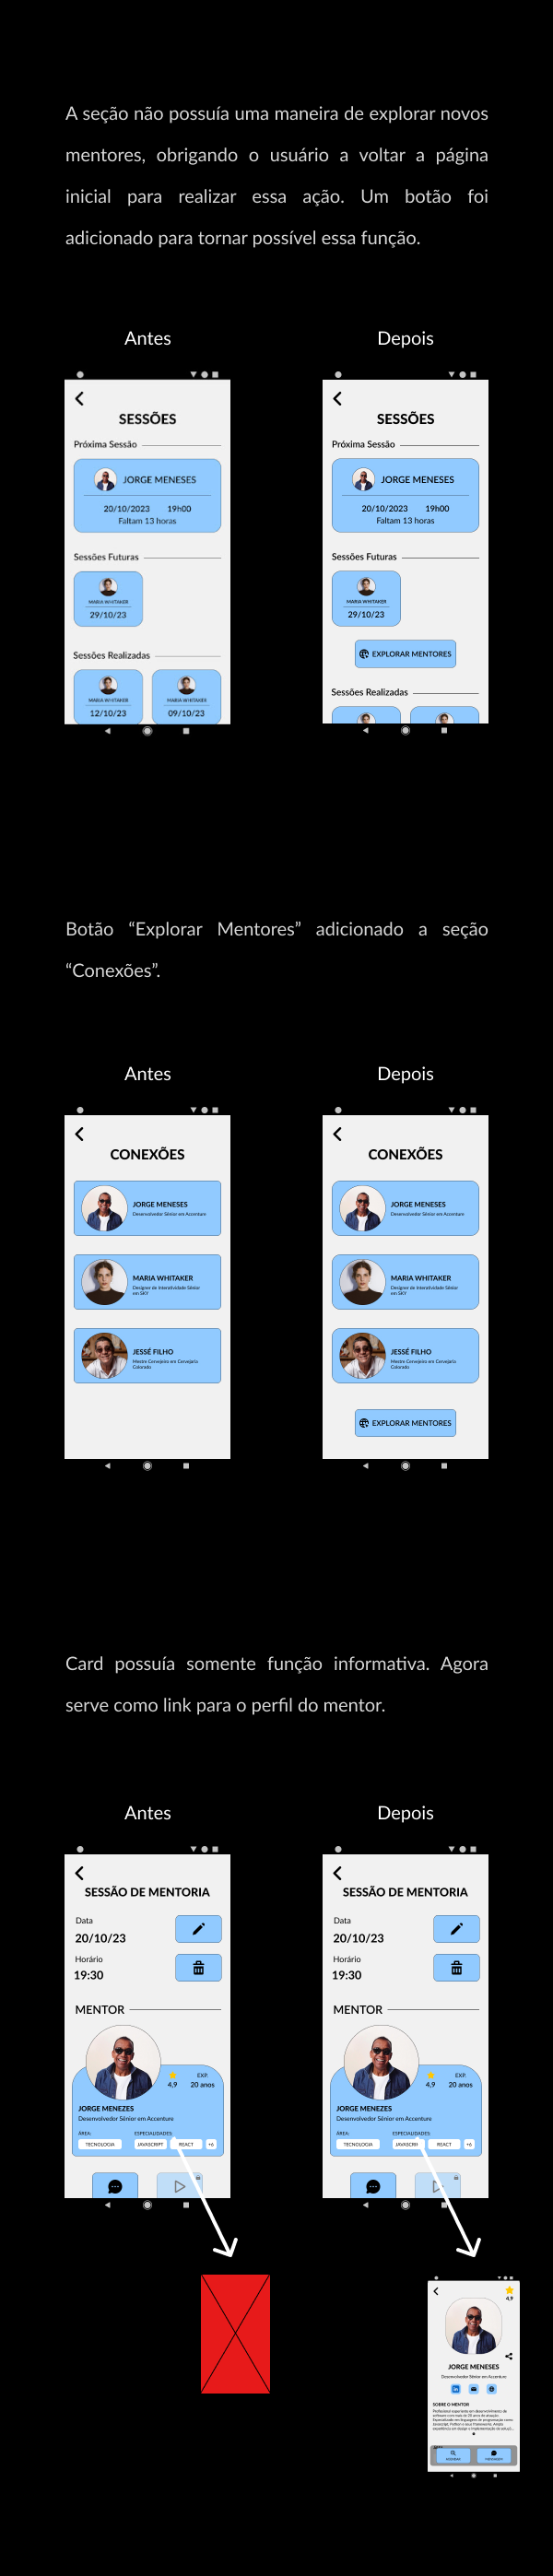 A seção não possuía uma maneira de explorar novos
mentores, obrigando o usuário a voltar a página
inicial para realizar essa ação. Um botão foi
adicionado para tornar possível essa função.
Antes
Depois
SESSÕES
Próxima Sessão
JORGE MENESES
20/10/2023 19h00
Faltam 13 horas
Sessões Futuras
MARIA WHITAKER
29/10/23
Sessões Realizadas
MARIA WHITAKER
12/10/23
MARIA WHITAKER
09/10/23
SESSÕES
Próxima Sessão
JORGE MENESES
20/10/2023 19h00
Faltam 13 horas
Sessões Futuras
MARIA WHITAKER
29/10/23
EXPLORAR MENTORES
Sessões Realizadas
Botão “Explorar Mentores” adicionado a seção
“Conexões”.
Antes
Depois
CONEXÕES
JORGE MENESES
Desenvolvedor Sênior em Accenture
MARIA WHITAKER
Designer de Interatividade Sênior
em SKY
JESSÉ FILHO
Mestre Cervejeiro em Cervejaria
Colorado
CONEXÕES
JORGE MENESES
Desenvolvedor Sênior em Accenture
MARIA WHITAKER
Designer de Interatividade Sênior
em SKY
JESSÉ FILHO
Mestre Cervejeiro em Cervejaria
Colorado
EXPLORAR MENTORES
Card possuía somente função informativa. Agora
serve como link para o perfil do mentor.
Antes
Depois
SESSÃO DE MENTORIA
Data
20/10/23
Horário
19:30
MENTOR
4,9
EXP.
20 anos
JORGE MENEZES
Desenvolvedor Sênior em Accenture
ÁREA: ESPECIALIDADES:
TECNOLOGIA JAVASCRIPT REACT +6
SESSÃO DE MENTORIA
Data
20/10/23
Horário
19:30
MENTOR
4,9
EXP.
20 anos
JORGE MENEZES
Desenvolvedor Sênior em Accenture
ÁREA: ESPECIALIDADES:
TECNOLOGIA REACT +6
4,9
JORGE MENESES
Desenvolvedor Sênior em Accenture
SOBRE O MENTOR